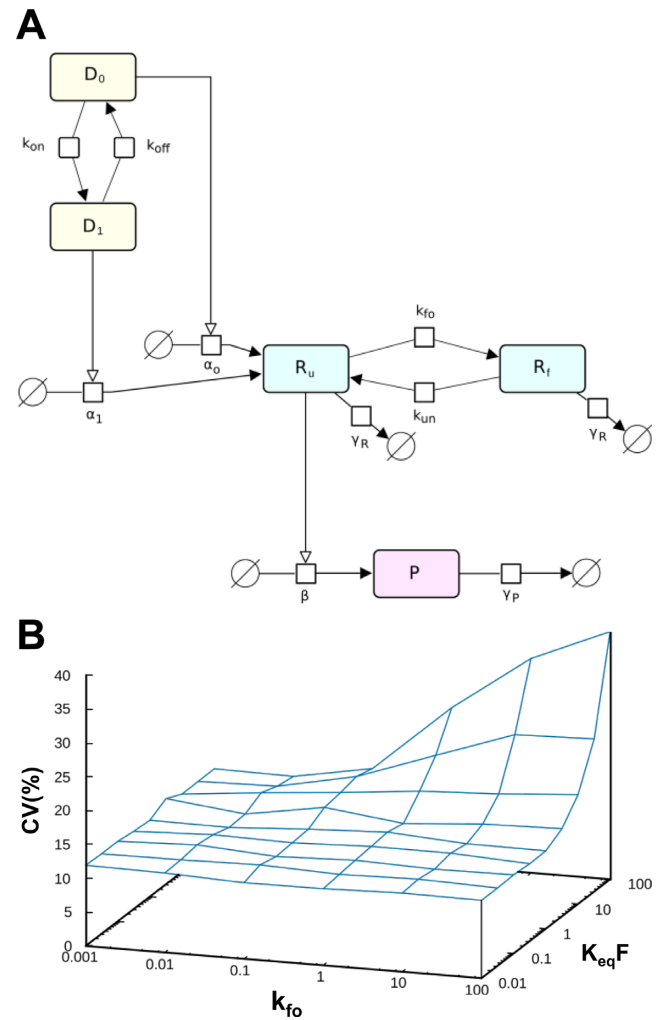 A
D₀
kon
koff
D₁
kfo
αo
Ru
Rf
α₁
kun
γR
γR
P
β
γP
B
40
35
30
25
20
15
10
5
0
CV(%)
0.001
0.01
0.1
1
10
100
kfo
0.01
0.1
1
10
100
KeqF